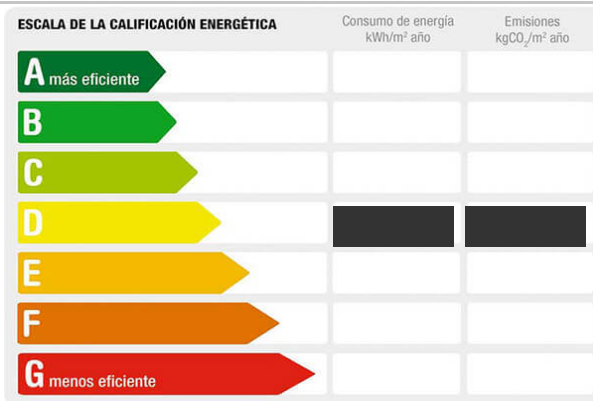 ESCALA DE LA CALIFICACIÓN ENERGÉTICA
Consumo de energía
kWh/m² año
Emisiones
kgCO₂/m² año
A más eficiente
B
C
D
E
F
G menos eficiente